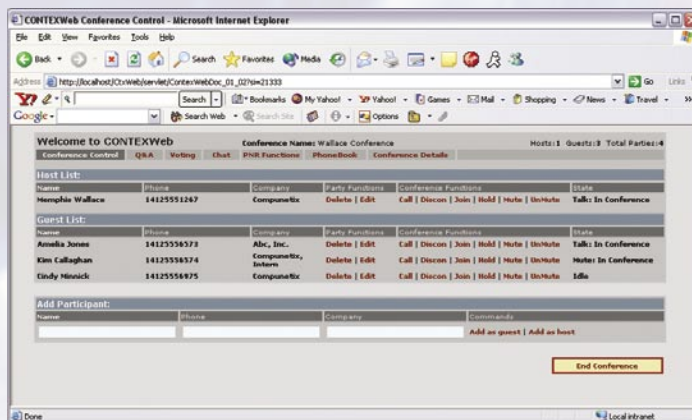 CONTEXWeb Conference Control - Microsoft Internet Explorer
File Edit View Favorites Tools Help
Back Search Favorites Media
Address http://localhost/CtxWeb/servlet/ContexWebDoc_01_02?sim=21333 Go Links
Y! Search Bookmarks My Yahoo! Yahoo! Games Mail Shopping News Travel
Google Search Web Search Site Options
Welcome to CONTEXWeb Conference Name: Wallace Conference Hosts:1 Guests:3 Total Parties:4
Conference Control Q&A Voting Chat PNR Functions PhoneBook Conference Details
Host List:
Name Phone Company Party Functions Conference Functions State
Memphie Wallace 14125551267 Compunetix Delete | Edit Call | Discon | Join | Hold | Mute | UnMute Talk: In Conference
Guest List:
Name Phone Company Party Functions Conference Functions State
Amelia Jones 14125556573 Abc, Inc. Delete | Edit Call | Discon | Join | Hold | Mute | UnMute Talk: In Conference
Kim Callaghan 14125556574 Compunetix, Intern Delete | Edit Call | Discon | Join | Hold | Mute | UnMute Mute: In Conference
Cindy Minnick 14125556975 Compunetix Delete | Edit Call | Discon | Join | Hold | Mute | UnMute Idle
Add Participant:
Name Phone Company Commands
Add as guest | Add as host
End Conference
Done Local intranet